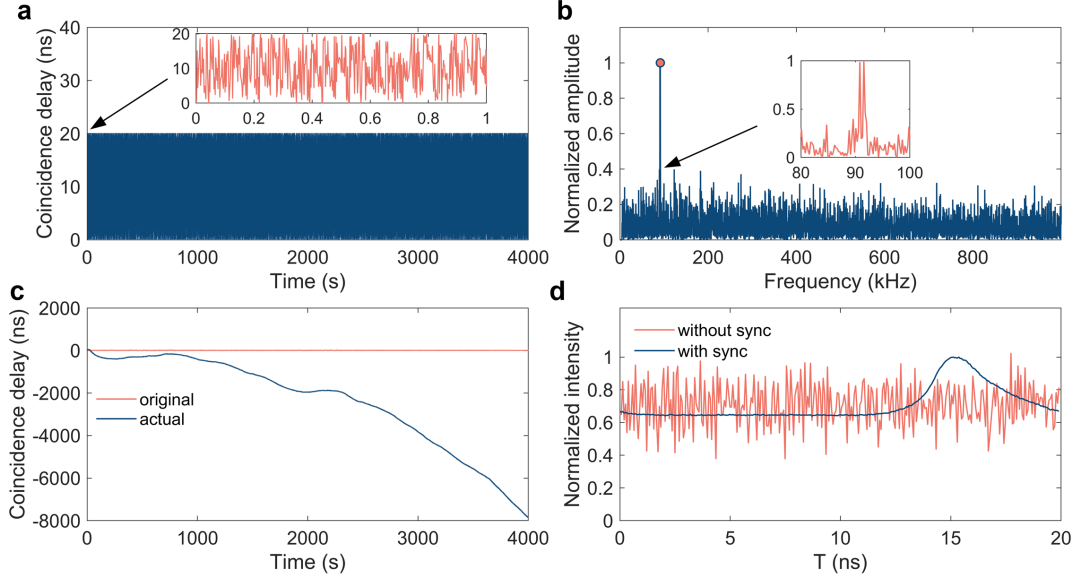 a
Coincidence delay (ns)
40
30
20
10
0
20
10
0
0 0.2 0.4 0.6 0.8 1
0 1000 2000 3000 4000
Time (s)
b
Normalized amplitude
1
0.8
0.6
0.4
0.2
0
1
0.5
0
80 90 100
0 200 400 600 800
Frequency (kHz)
c
Coincidence delay (ns)
2000
0
-2000
-4000
-6000
-8000
original
actual
0 1000 2000 3000 4000
Time (s)
d
Normalized intensity
1
0.8
0.6
0.4
0.2
0
without sync
with sync
0 5 10 15 20
T (ns)